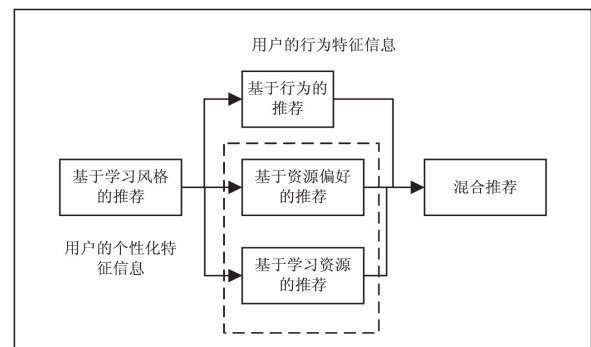 用户的行为特征信息
基于行为的
推荐
基于学习风格
的推荐
基于资源偏好
的推荐
混合推荐
用户的个性化特
征信息
基于学习资源
的推荐